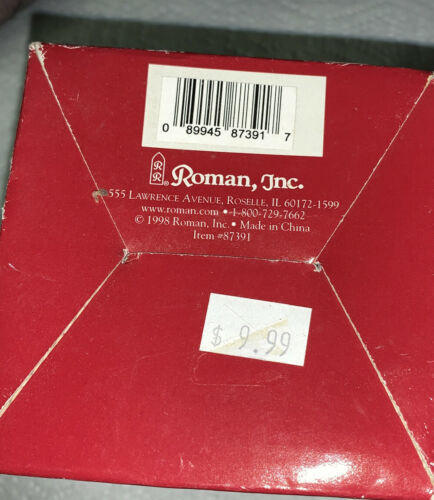 0 89945 87391 7
RR ® Roman, Inc.
555 Lawrence Avenue, Roselle, IL 60172-1599
www.roman.com • 1-800-729-7662
© 1998 Roman, Inc. • Made in China
Item #87391
$ 9.99